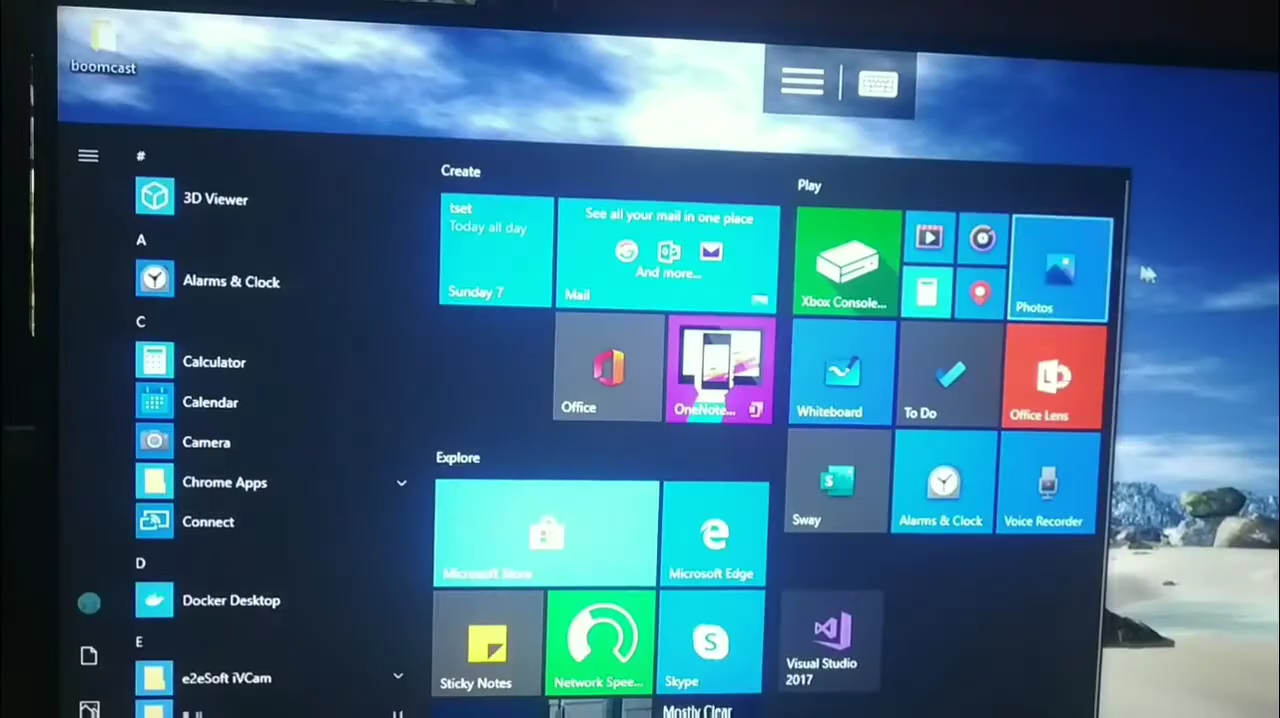 boomcast
#
3D Viewer
A
Alarms & Clock
C
Calculator
Calendar
Camera
Chrome Apps
Connect
D
Docker Desktop
E
e2eSoft iVCam
Create
tset
Today all day
Sunday 7
See all your mail in one place
And more...
Mail
Office
OneNote...
Explore
Microsoft Store
Microsoft Edge
Sticky Notes
Network Spee...
Skype
Mostly Clear
Play
Xbox Console...
Photos
Whiteboard
To Do
Office Lens
Sway
Alarms & Clock
Voice Recorder
Visual Studio
2017